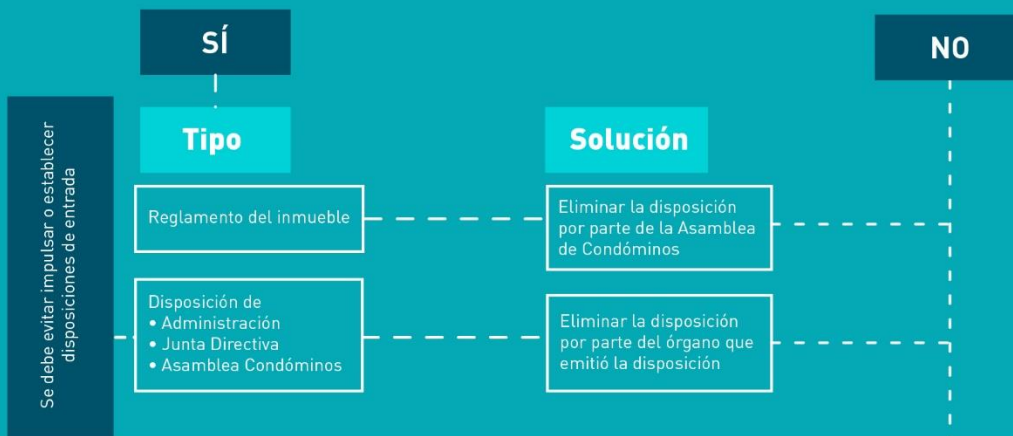 SÍ
NO
Se debe evitar impulsar o establecer
disposiciones de entrada
Tipo
Solución
Reglamento del inmueble
Eliminar la disposición
por parte de la Asamblea
de Condóminos
Disposición de
• Administración
• Junta Directiva
• Asamblea Condóminos
Eliminar la disposición
por parte del órgano que
emitió la disposición